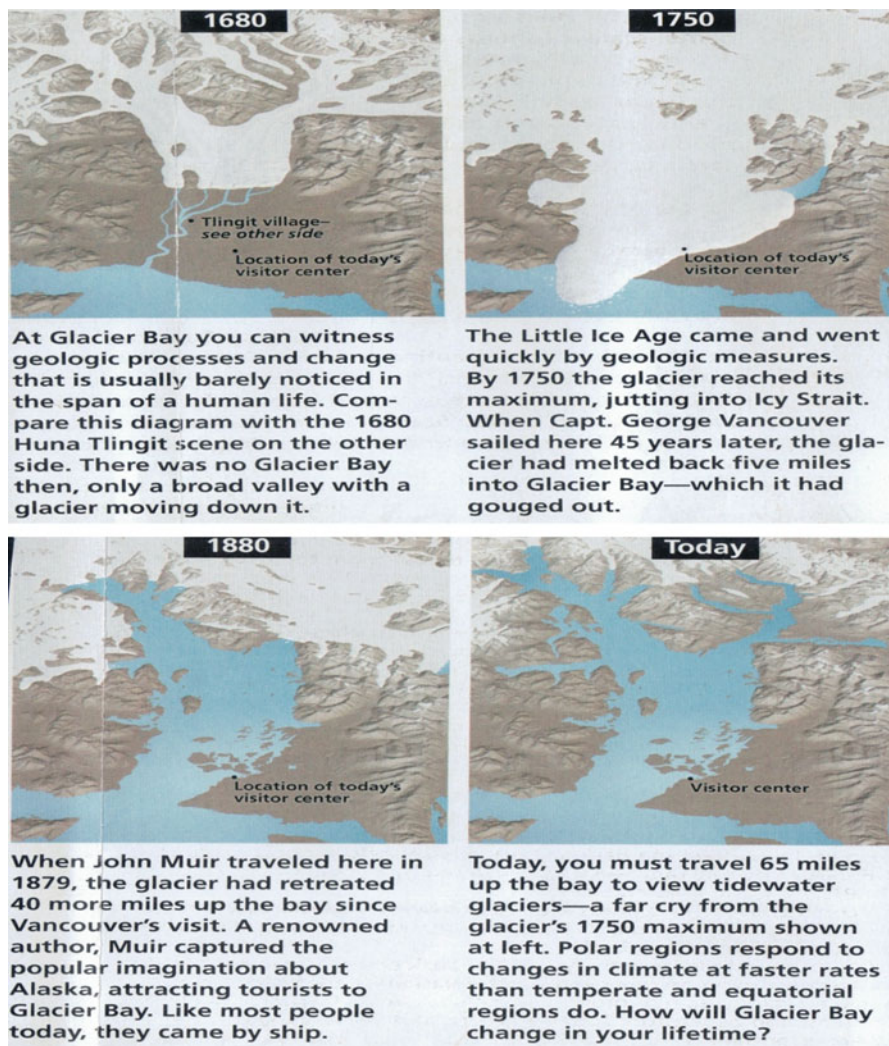 1680
Tlingit village–
see other side
Location of today's
visitor center
At Glacier Bay you can witness
geologic processes and change
that is usually barely noticed in
the span of a human life. Com-
pare this diagram with the 1680
Huna Tlingit scene on the other
side. There was no Glacier Bay
then, only a broad valley with a
glacier moving down it.
1750
Location of today's
visitor center
The Little Ice Age came and went
quickly by geologic measures.
By 1750 the glacier reached its
maximum, jutting into Icy Strait.
When Capt. George Vancouver
sailed here 45 years later, the gla-
cier had melted back five miles
into Glacier Bay—which it had
gouged out.
1880
Location of today's
visitor center
When John Muir traveled here in
1879, the glacier had retreated
40 more miles up the bay since
Vancouver's visit. A renowned
author, Muir captured the
popular imagination about
Alaska, attracting tourists to
Glacier Bay. Like most people
today, they came by ship.
Today
Visitor center
Today, you must travel 65 miles
up the bay to view tidewater
glaciers—a far cry from the
glacier's 1750 maximum shown
at left. Polar regions respond to
changes in climate at faster rates
than temperate and equatorial
regions do. How will Glacier Bay
change in your lifetime?